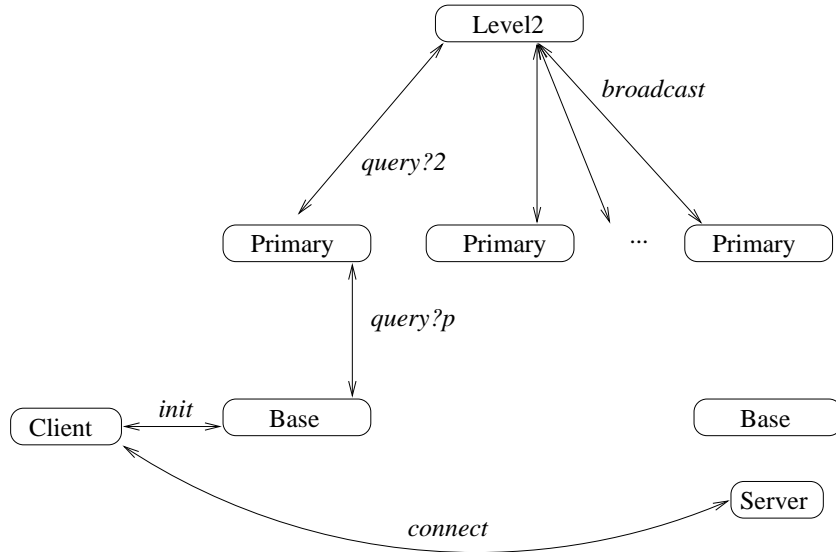 Level2
broadcast
query?2
Primary
Primary
...
Primary
query?p
init
Client
Base
Base
Server
connect